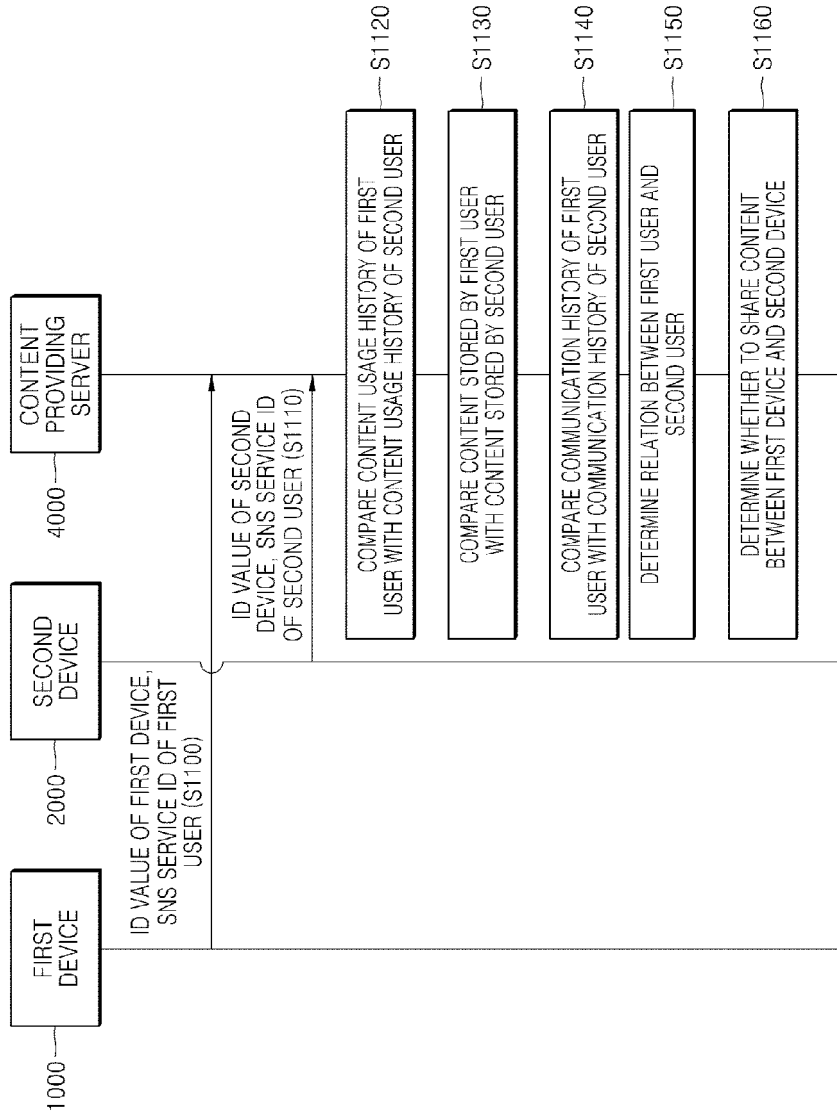 1000
FIRST
DEVICE
2000
SECOND
DEVICE
4000
CONTENT
PROVIDING
SERVER
ID VALUE OF FIRST DEVICE,
SNS SERVICE ID OF FIRST
USER (S1100)
ID VALUE OF SECOND
DEVICE, SNS SERVICE ID
OF SECOND USER (S1110)
COMPARE CONTENT USAGE HISTORY OF FIRST
USER WITH CONTENT USAGE HISTORY OF SECOND USER
S1120
COMPARE CONTENT STORED BY FIRST USER
WITH CONTENT STORED BY SECOND USER
S1130
COMPARE COMMUNICATION HISTORY OF FIRST
USER WITH COMMUNICATION HISTORY OF SECOND USER
S1140
DETERMINE RELATION BETWEEN FIRST USER AND
SECOND USER
S1150
DETERMINE WHETHER TO SHARE CONTENT
BETWEEN FIRST DEVICE AND SECOND DEVICE
S1160